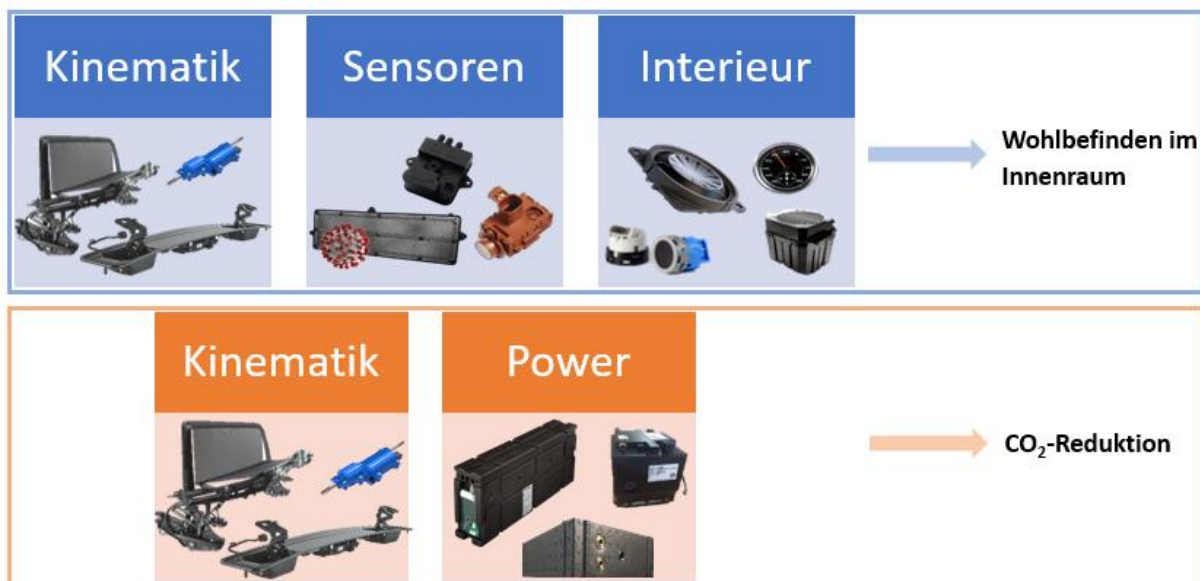 Kinematik
Sensoren
Interieur
Wohlbefinden im
Innenraum
Kinematik
Power
CO₂-Reduktion